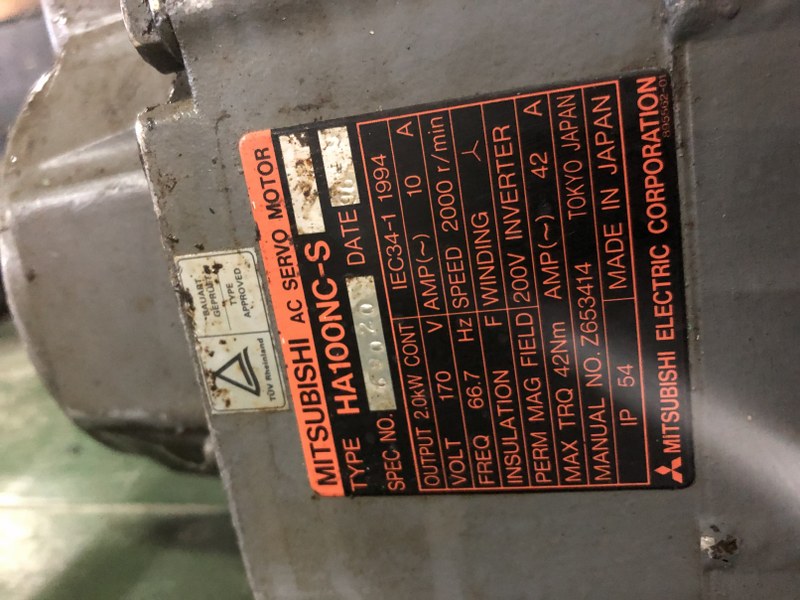 MITSUBISHI AC SERVO MOTOR
TYPE HA100NC-S
SPEC NO. DATE
OUTPUT 2.0kW CONT IEC34-1 1994
VOLT 170 V AMP(~) 10 A
FREQ 66.7 Hz SPEED 2000 r/min
INSULATION F WINDING
PERM MAG FIELD 200V INVERTER
MAX TRQ 42Nm AMP(~) 42 A
MANUAL NO. Z653414 TOKYO JAPAN
IP 54 MADE IN JAPAN
MITSUBISHI ELECTRIC CORPORATION
BAUART
GEPRÜFT
TYPE
APPROVED
TÜV Rheinland